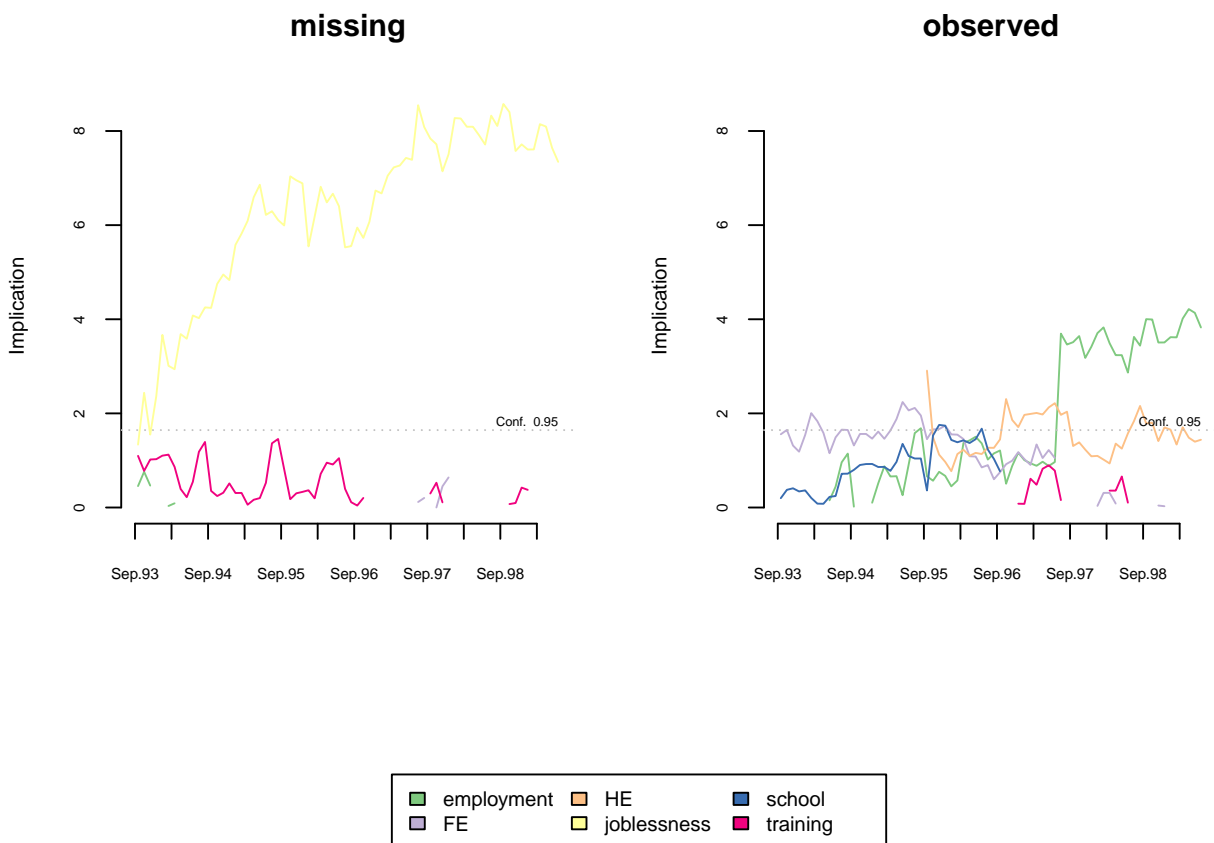 missing
observed
Implication
0
2
4
6
8
Conf. 0.95
Sep.93
Sep.94
Sep.95
Sep.96
Sep.97
Sep.98
Implication
0
2
4
6
8
Conf. 0.95
Sep.93
Sep.94
Sep.95
Sep.96
Sep.97
Sep.98
employment
HE
school
FE
joblessness
training